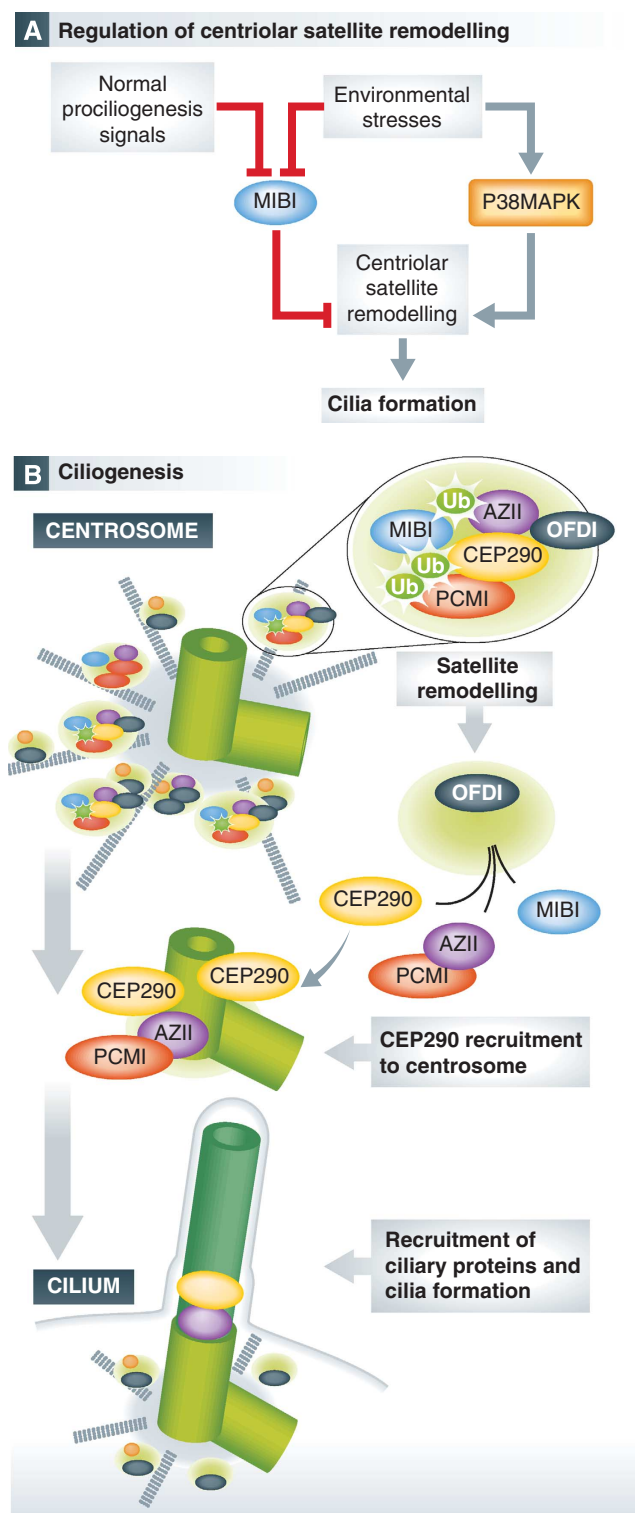 A Regulation of centriolar satellite remodelling
Normal
prociliogenesis
signals
Environmental
stresses
MIBI
P38MAPK
Centriolar
satellite
remodelling
Cilia formation
B Ciliogenesis
CENTROSOME
Ub
AZII
MIBI
OFDI
CEP290
Ub
Ub
PCMI
Satellite
remodelling
OFDI
CEP290
MIBI
AZII
PCMI
CEP290
CEP290
AZII
PCMI
CEP290 recruitment
to centrosome
Recruitment of
ciliary proteins and
cilia formation
CILIUM